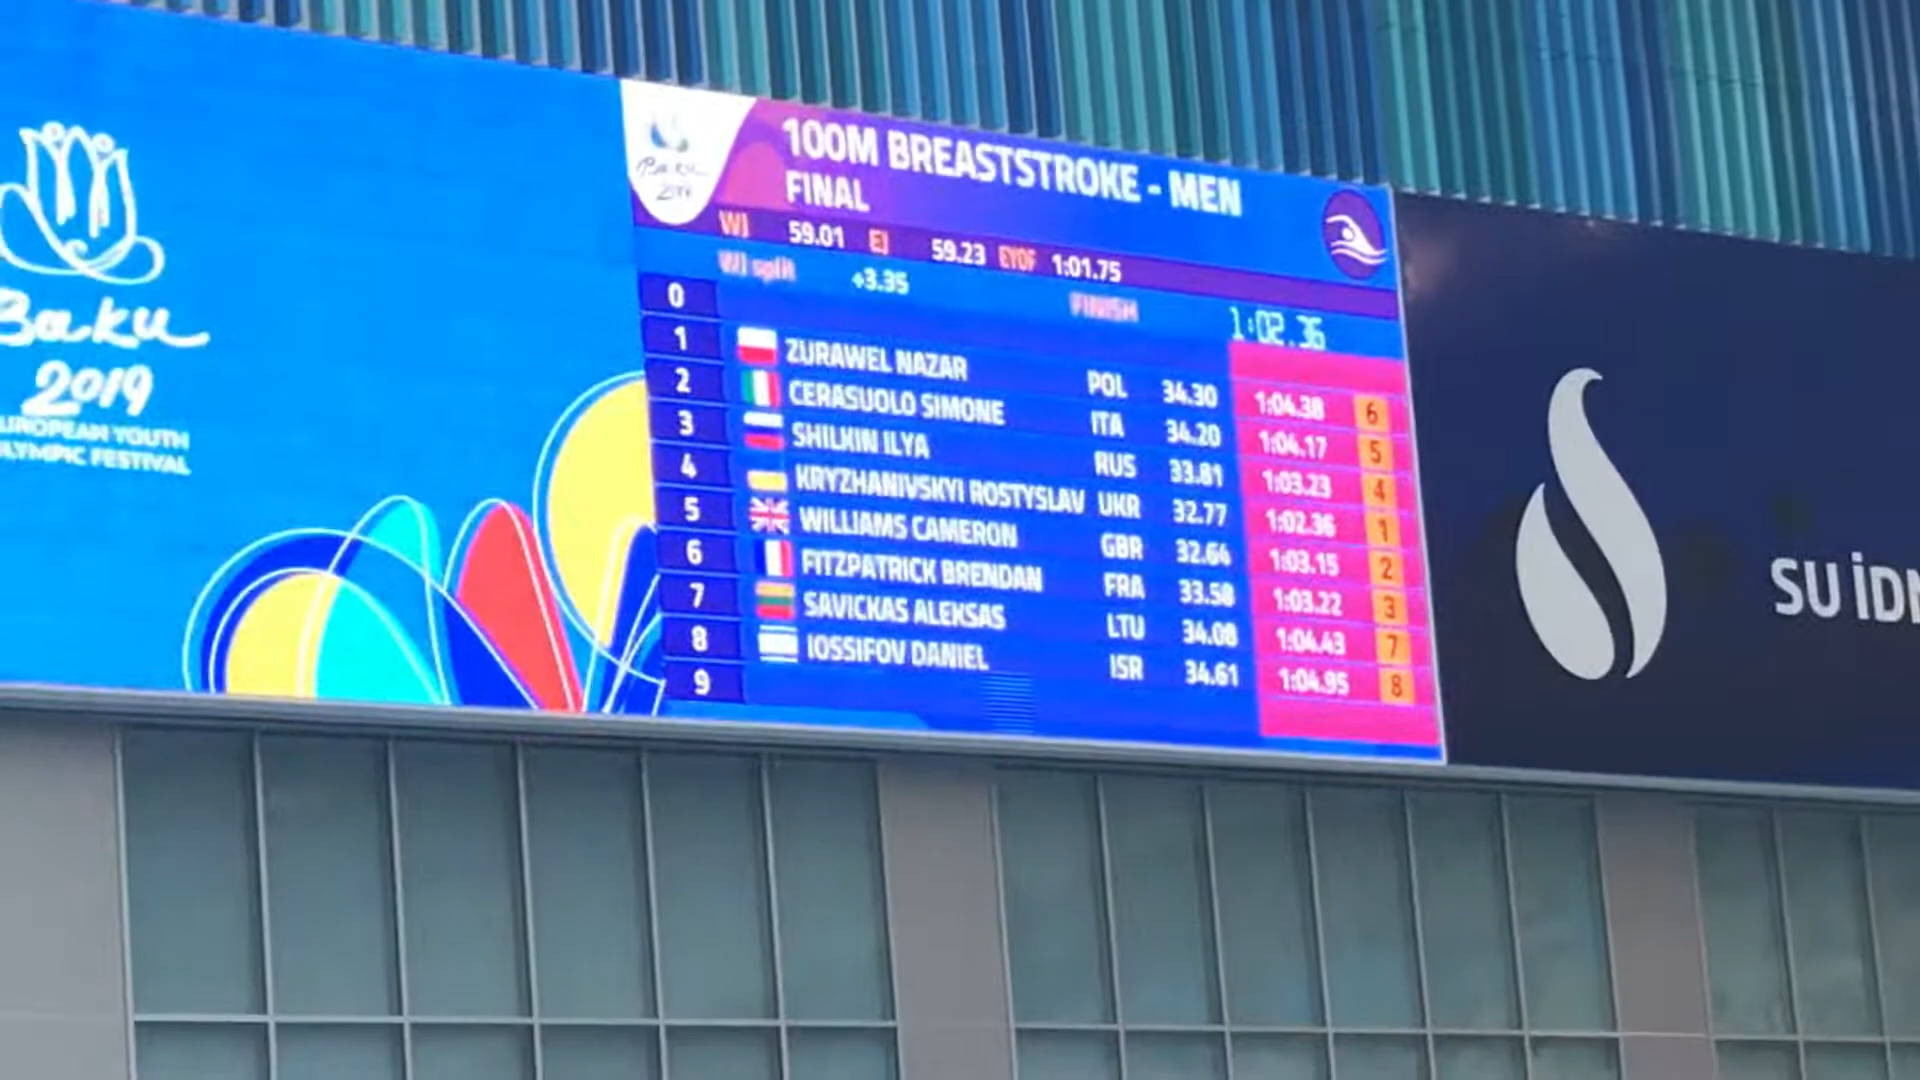 Baku
2019
EUROPEAN YOUTH
OLYMPIC FESTIVAL
Baku
2019
100M BREASTSTROKE - MEN
FINAL
WJ 59.01 EJ 59.23 EYOF 1:01.75
WJ split +3.35 FINISH 1:02.36
0
1 ZURAWEL NAZAR POL 34.30 1:04.38 6
2 CERASUOLO SIMONE ITA 34.20 1:04.17 5
3 SHILKIN ILYA RUS 33.81 1:03.23 4
4 KRYZHANIVSKYI ROSTYSLAV UKR 32.77 1:02.36 1
5 WILLIAMS CAMERON GBR 32.64 1:03.15 2
6 FITZPATRICK BRENDAN FRA 33.58 1:03.22 3
7 SAVICKAS ALEKSAS LTU 34.08 1:04.43 7
8 IOSSIFOV DANIEL ISR 34.61 1:04.95 8
9
SU İDN